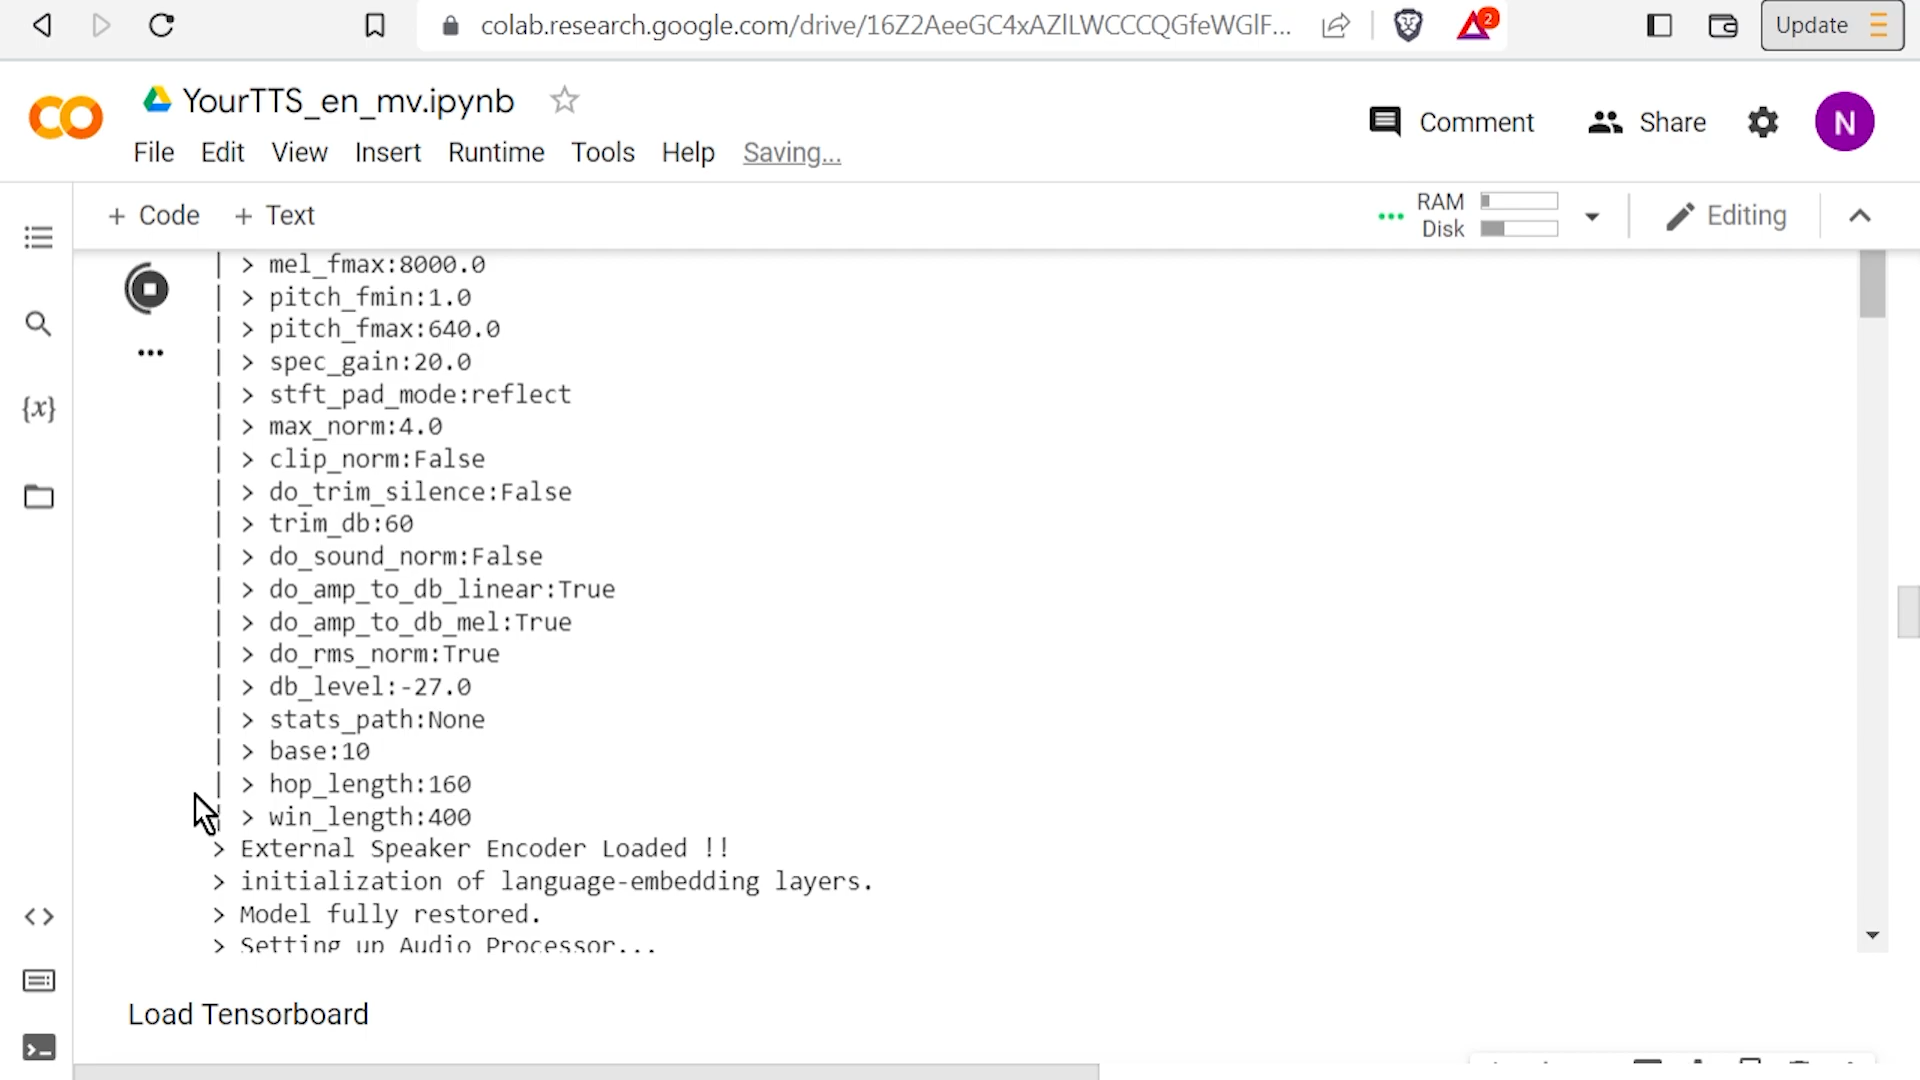 colab.research.google.com/drive/16Z2AeeGC4xAZlLWCCCQGfeWGlF...
2
Update
YourTTS_en_mv.ipynb
File Edit View Insert Runtime Tools Help Saving...
Comment
Share
N
+ Code + Text
RAM
Disk
Editing
| > mel_fmax:8000.0
| > pitch_fmin:1.0
| > pitch_fmax:640.0
| > spec_gain:20.0
| > stft_pad_mode:reflect
| > max_norm:4.0
| > clip_norm:False
| > do_trim_silence:False
| > trim_db:60
| > do_sound_norm:False
| > do_amp_to_db_linear:True
| > do_amp_to_db_mel:True
| > do_rms_norm:True
| > db_level:-27.0
| > stats_path:None
| > base:10
| > hop_length:160
| > win_length:400
> External Speaker Encoder Loaded !!
> initialization of language-embedding layers.
> Model fully restored.
> Setting up Audio Processor...
Load Tensorboard